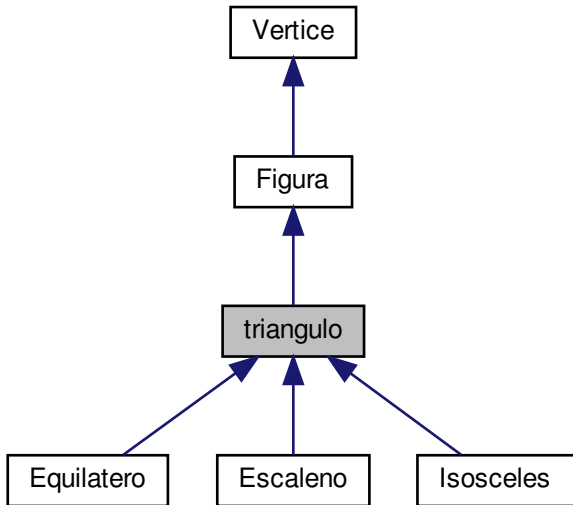 Vertice
Figura
triangulo
Equilatero
Escaleno
Isosceles